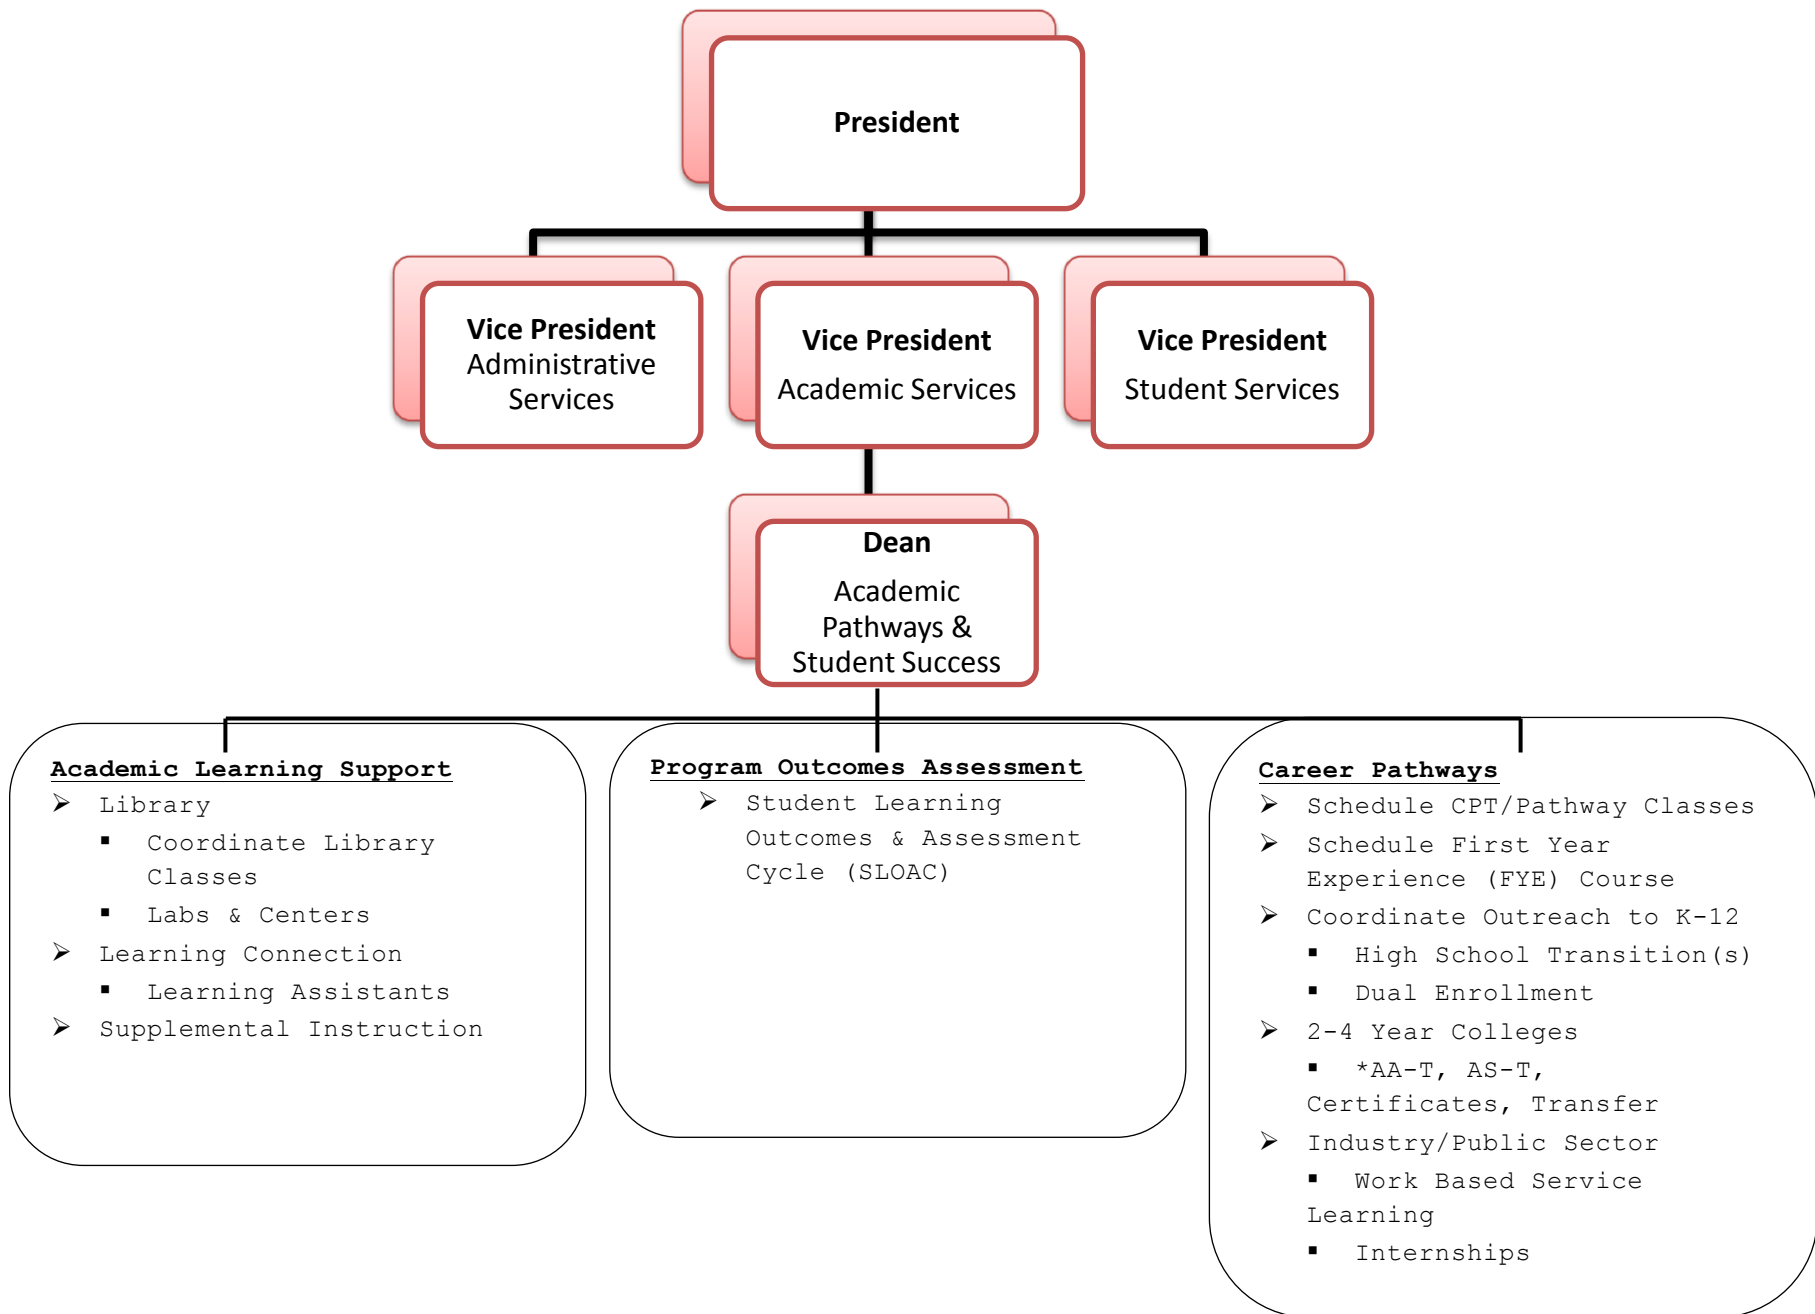 President
Vice President
Administrative
Services
Vice President
Academic Services
Vice President
Student Services
Dean
Academic
Pathways &
Student Success
Academic Learning Support
➢ Library
▪ Coordinate Library
Classes
▪ Labs & Centers
➢ Learning Connection
▪ Learning Assistants
➢ Supplemental Instruction
Program Outcomes Assessment
➢ Student Learning
Outcomes & Assessment
Cycle (SLOAC)
Career Pathways
➢ Schedule CPT/Pathway Classes
➢ Schedule First Year
Experience (FYE) Course
➢ Coordinate Outreach to K-12
▪ High School Transition(s)
▪ Dual Enrollment
➢ 2-4 Year Colleges
▪ *AA-T, AS-T,
Certificates, Transfer
➢ Industry/Public Sector
▪ Work Based Service
Learning
▪ Internships